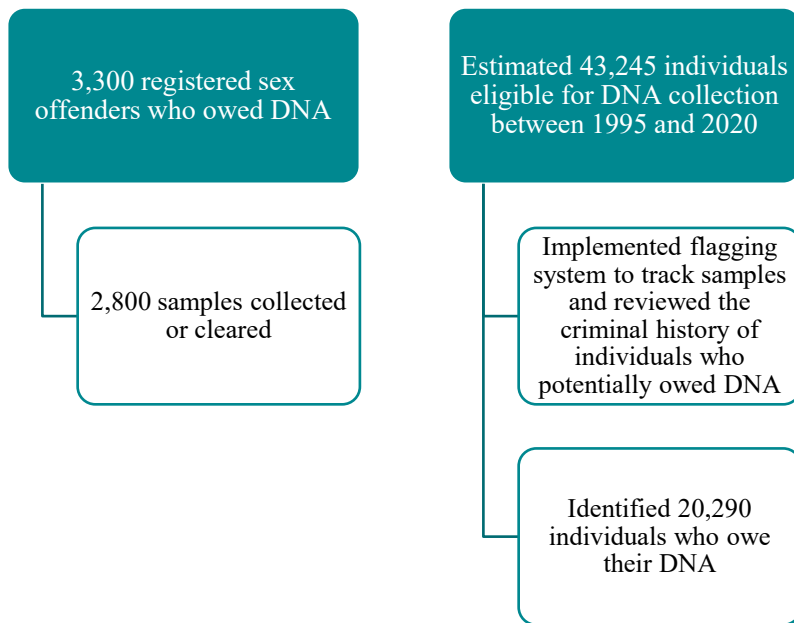 3,300 registered sex
offenders who owed DNA
2,800 samples collected
or cleared
Estimated 43,245 individuals
eligible for DNA collection
between 1995 and 2020
Implemented flagging
system to track samples
and reviewed the
criminal history of
individuals who
potentially owed DNA
Identified 20,290
individuals who owe
their DNA